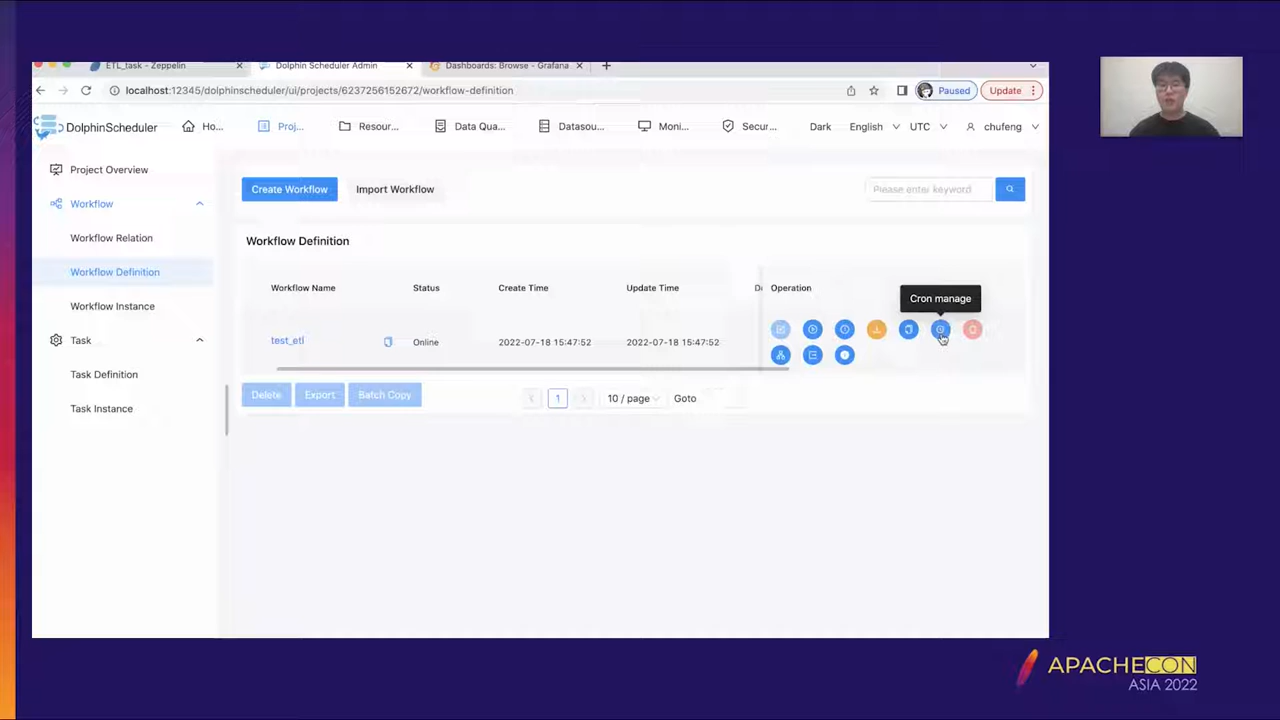 ETL_task - Zeppelin
Dolphin Scheduler Admin
Dashboards: Browse - Grafana
localhost:12345/dolphinscheduler/ui/projects/6237256152672/workflow-definition
Paused
Update
DolphinScheduler
Ho...
Proj...
Resour...
Data Qua...
Datasou...
Moni...
Secur...
Dark
English
UTC
chufeng
Project Overview
Workflow
Workflow Relation
Workflow Definition
Workflow Instance
Task
Task Definition
Task Instance
Create Workflow
Import Workflow
Please enter keyword
Workflow Definition
Cron manage
Workflow Name
Status
Create Time
Update Time
Operation
test_etl
Online
2022-07-18 15:47:52
2022-07-18 15:47:52
Delete
Export
Batch Copy
1
10 / page
Goto
APACHECON
ASIA 2022